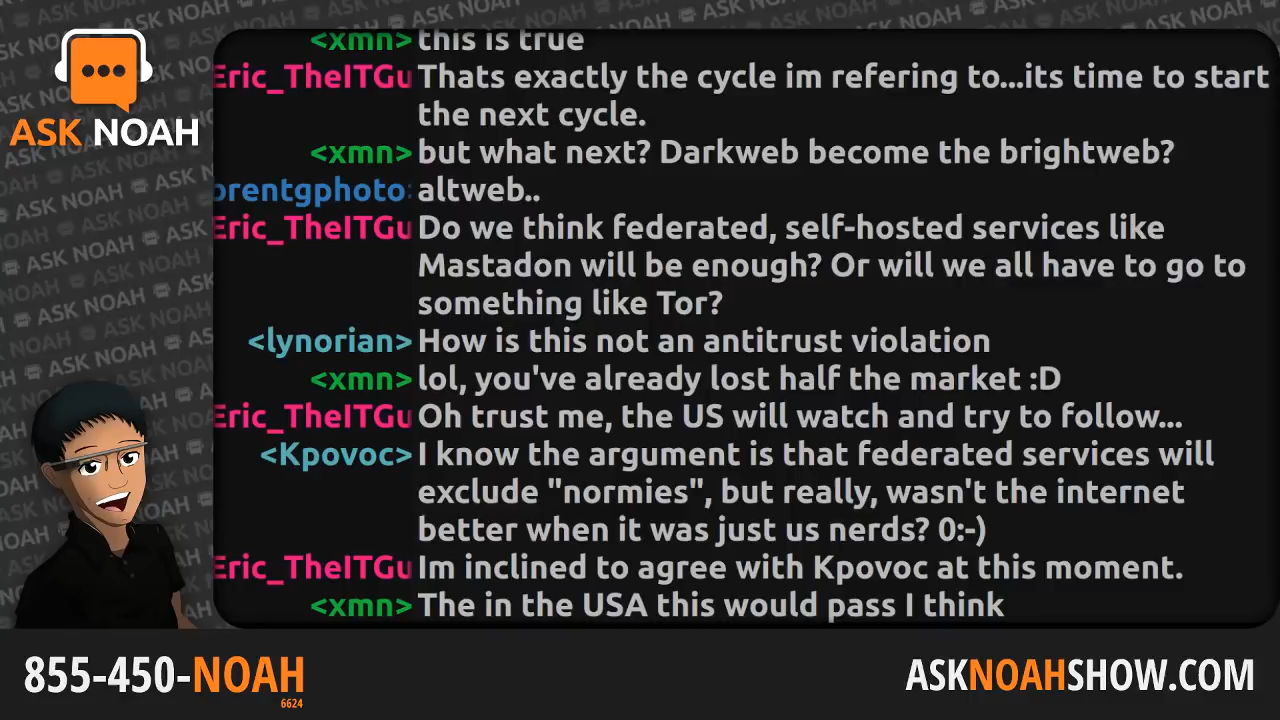 ASK NOAH
<xmn> this is true
Eric_TheITGu Thats exactly the cycle im refering to...its time to start
the next cycle.
<xmn> but what next? Darkweb become the brightweb?
brentgphoto: altweb..
Eric_TheITGu Do we think federated, self-hosted services like
Mastadon will be enough? Or will we all have to go to
something like Tor?
<lynorian> How is this not an antitrust violation
<xmn> lol, you've already lost half the market :D
Eric_TheITGu Oh trust me, the US will watch and try to follow...
<Kpovoc> I know the argument is that federated services will
exclude "normies", but really, wasn't the internet
better when it was just us nerds? 0:-)
Eric_TheITGu Im inclined to agree with Kpovoc at this moment.
<xmn> The in the USA this would pass I think
855-450-NOAH
6624
ASKNOAHSHOW.COM